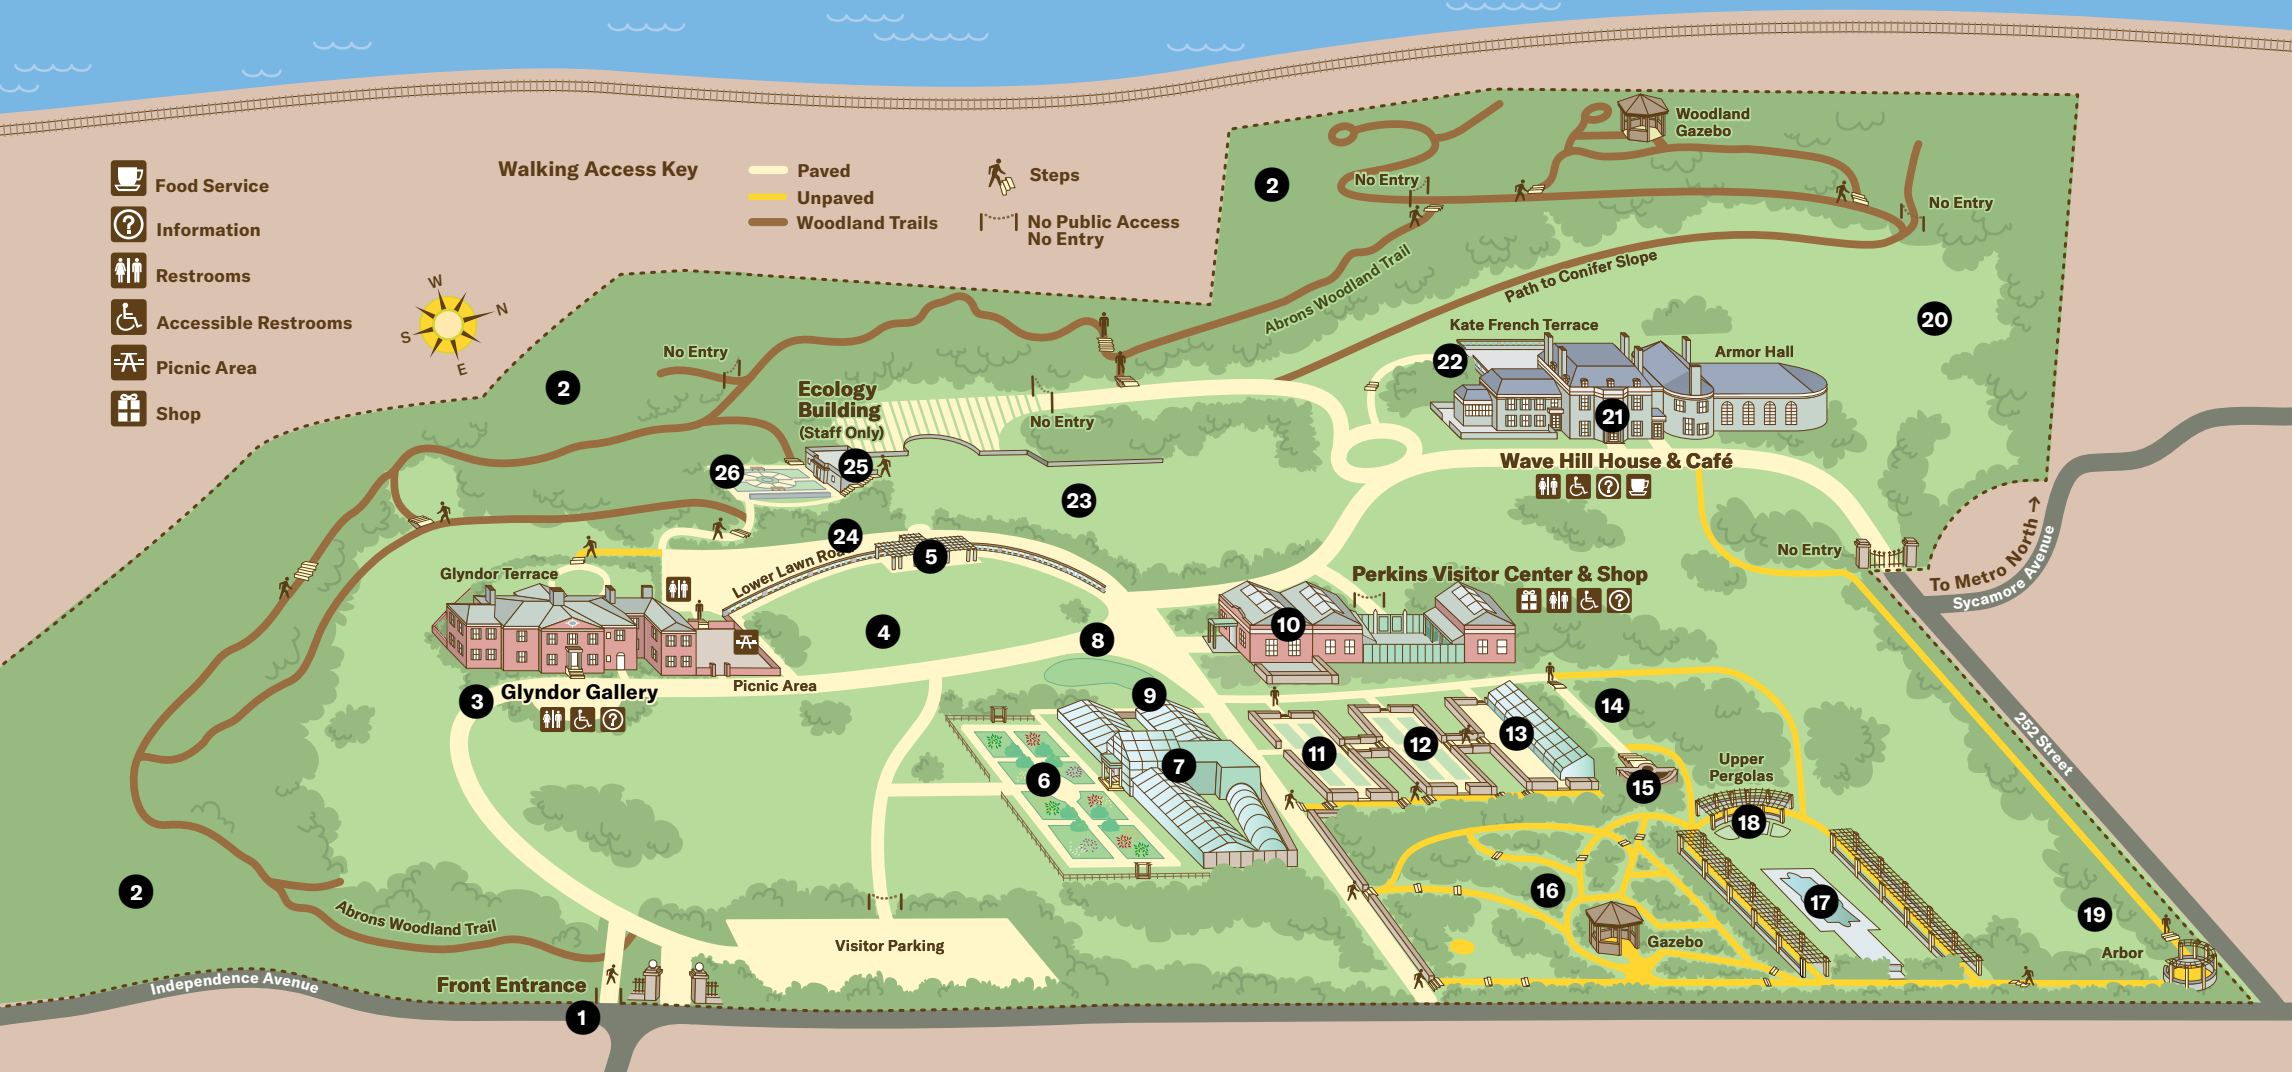 Food Service
Information
Restrooms
Accessible Restrooms
Picnic Area
Shop
Walking Access Key
Paved
Unpaved
Woodland Trails
Steps
No Public Access
No Entry
W
N
S
E
2
No Entry
Woodland
Gazebo
No Entry
Abrons Woodland Trail
Path to Conifer Slope
20
Kate French Terrace
22
Armor Hall
21
Wave Hill House & Café
No Entry
2
Ecology
Building
(Staff Only)
No Entry
25
26
23
24
5
Lower Lawn Roa
No Entry
To Metro North
Sycamore Avenue
Glyndor Terrace
Perkins Visitor Center & Shop
10
4
8
Picnic Area
3
Glyndor Gallery
9
14
11
12
13
252 Street
7
6
15
Upper
Pergolas
18
2
16
17
19
Abrons Woodland Trail
Visitor Parking
Gazebo
Arbor
Independence Avenue
Front Entrance
1